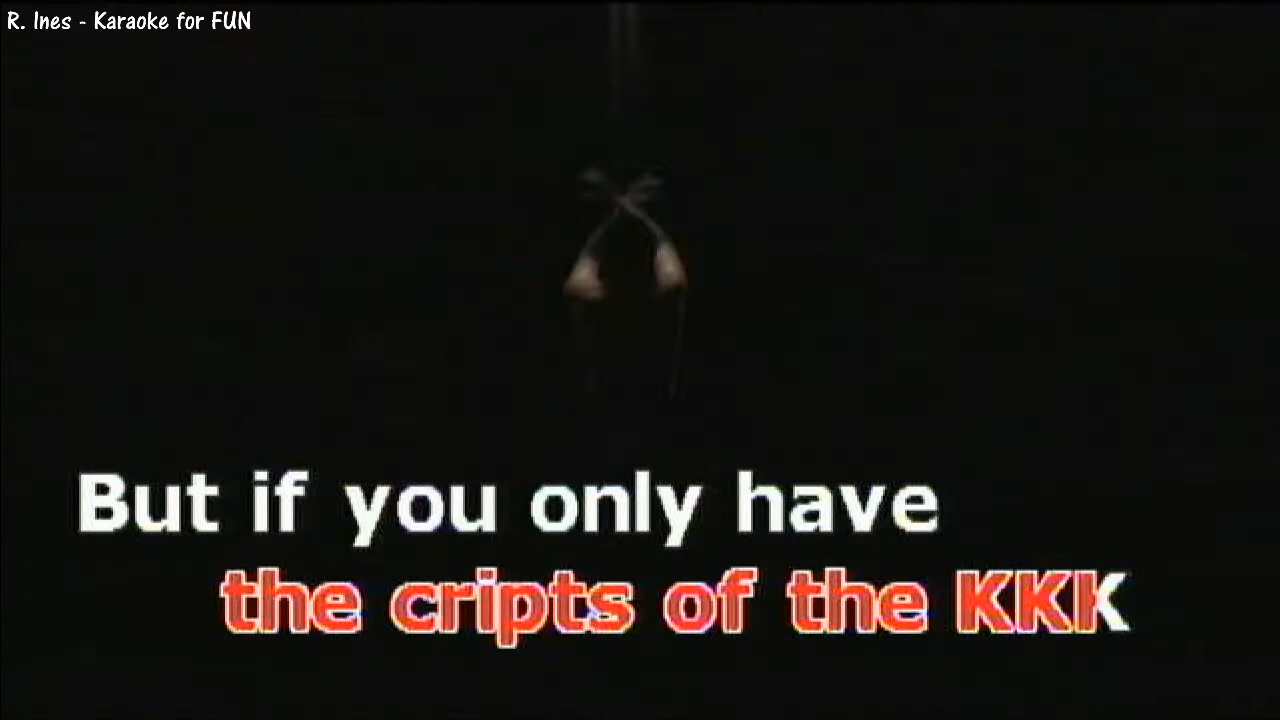 R. Ines - Karaoke for FUN
But if you only have
the cripts of the KKK